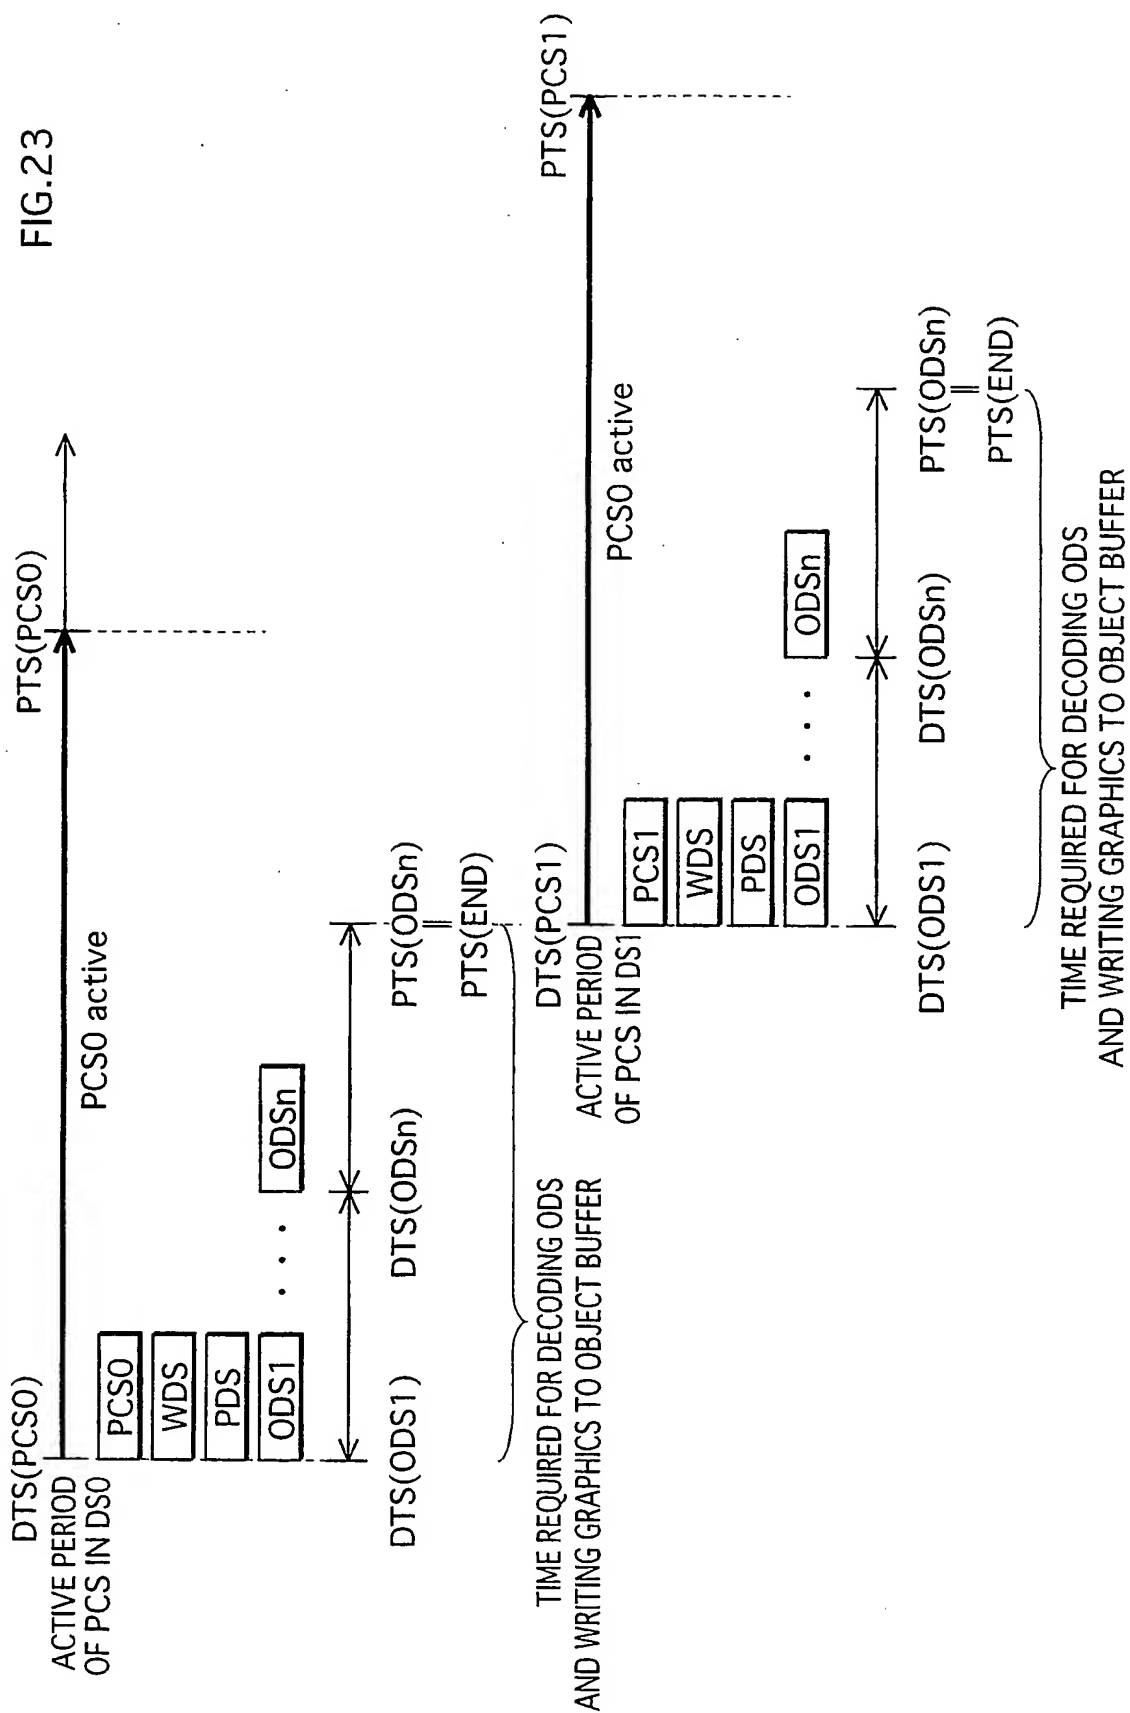 FIG.23
DTS(PCS0)
PTS(PCS0)
ACTIVE PERIOD
OF PCS IN DS0
PCS0 active
PCS0
WDS
PDS
ODS1
. . .
ODSn
DTS(ODS1)
DTS(ODSn)
PTS(ODSn)
=
PTS(END)
TIME REQUIRED FOR DECODING ODS
AND WRITING GRAPHICS TO OBJECT BUFFER
DTS(PCS1)
PTS(PCS1)
ACTIVE PERIOD
OF PCS IN DS1
PCS0 active
PCS1
WDS
PDS
ODS1
. . .
ODSn
DTS(ODS1)
DTS(ODSn)
PTS(ODSn)
=
PTS(END)
TIME REQUIRED FOR DECODING ODS
AND WRITING GRAPHICS TO OBJECT BUFFER